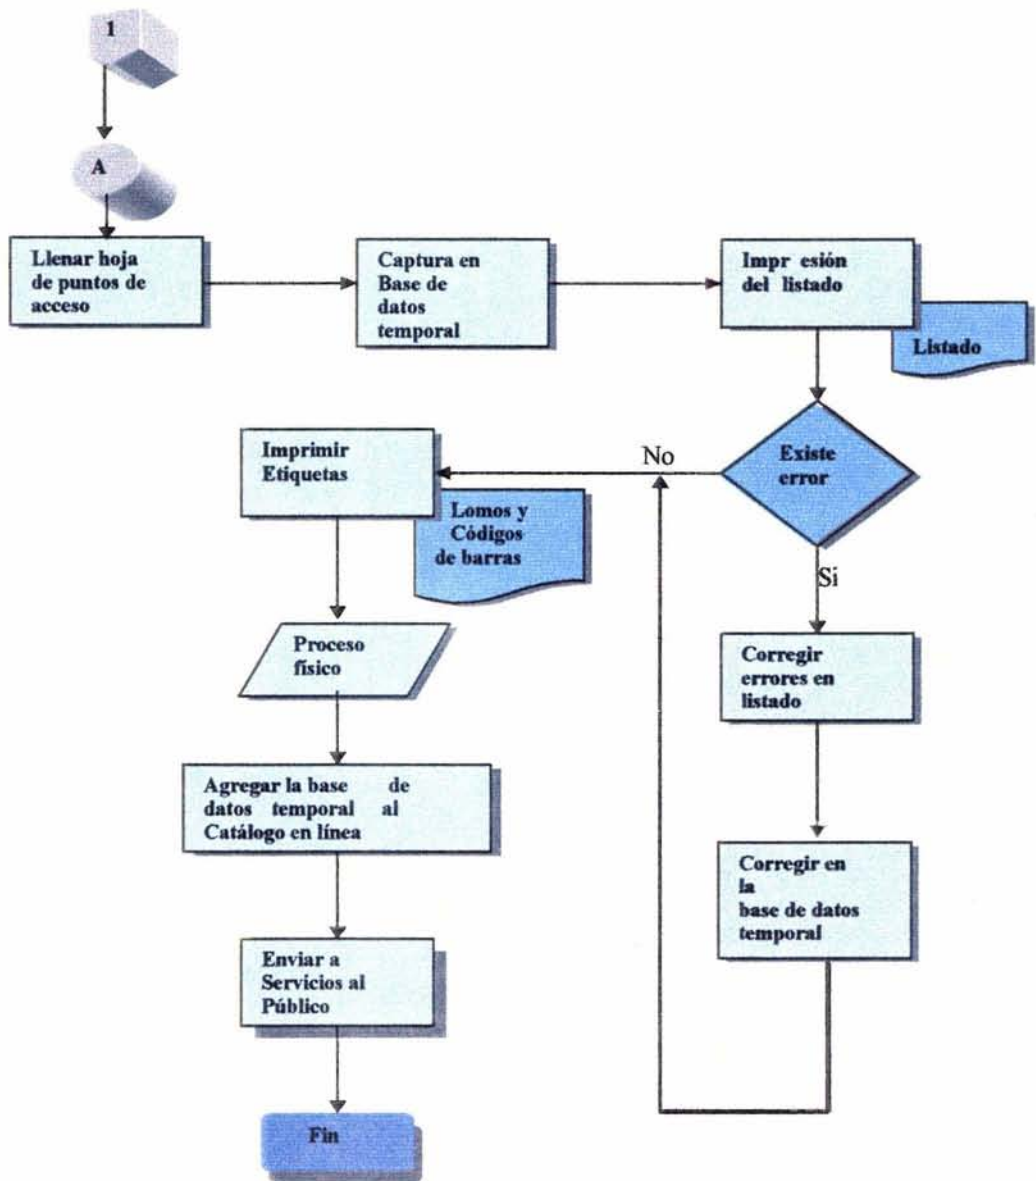 1
A
Llenar hoja
de puntos de
acceso
Captura en
Base de
datos
temporal
Impr esión
del listado
Listado
Existe
error
No
Si
Imprimir
Etiquetas
Lomos y
Códigos
de barras
Proceso
físico
Corregir
errores en
listado
Agregar la base de
datos temporal al
Catálogo en línea
Corregir en
la
base de datos
temporal
Enviar a
Servicios al
Público
Fin